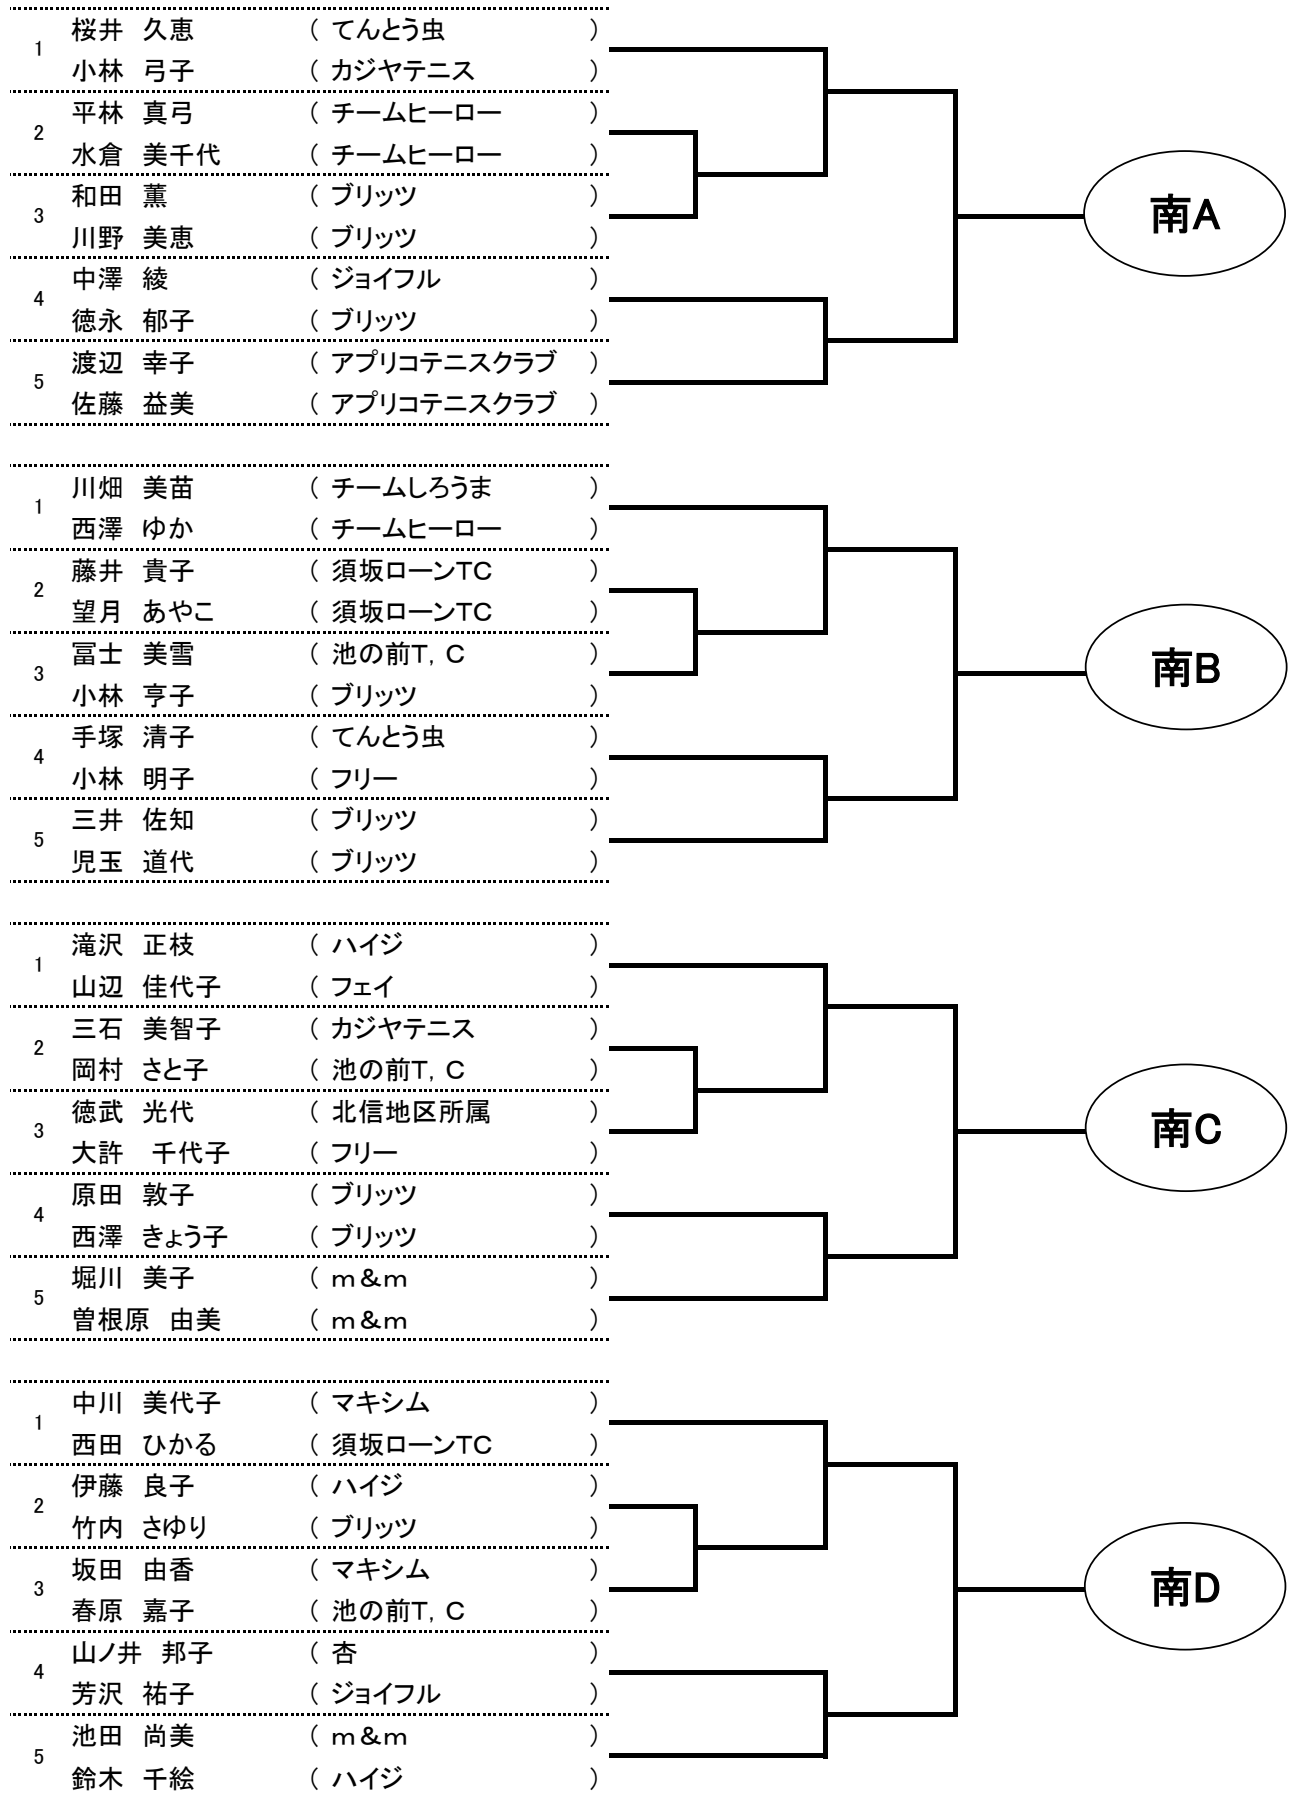 桜井　久恵 （ てんとう虫 ）
1
小林　弓子 （ カジヤテニス ）
平林　真弓 （ チームヒーロー ）
2
水倉　美千代 （ チームヒーロー ）
和田　薫 （ ブリッツ ）
3
川野　美恵 （ ブリッツ ）
南A
中澤　綾 （ ジョイフル ）
4
徳永　郁子 （ ブリッツ ）
渡辺　幸子 （ アプリコテニスクラブ ）
5
佐藤　益美 （ アプリコテニスクラブ ）
川畑　美苗 （ チームしろうま ）
1
西澤　ゆか （ チームヒーロー ）
藤井　貴子 （ 須坂ローンTC ）
2
望月　あやこ （ 須坂ローンTC ）
冨士　美雪 （ 池の前T，C ）
3
小林　亨子 （ ブリッツ ）
南B
手塚　清子 （ てんとう虫 ）
4
小林　明子 （ フリー ）
三井　佐知 （ ブリッツ ）
5
児玉　道代 （ ブリッツ ）
滝沢　正枝 （ ハイジ ）
1
山辺　佳代子 （ フェイ ）
三石　美智子 （ カジヤテニス ）
2
岡村　さと子 （ 池の前T，C ）
徳武　光代 （ 北信地区所属 ）
3
大許　千代子 （ フリー ）
南C
原田　敦子 （ ブリッツ ）
4
西澤　きょう子 （ ブリッツ ）
堀川　美子 （ ｍ＆ｍ ）
5
曽根原　由美 （ ｍ＆ｍ ）
中川　美代子 （ マキシム ）
1
西田　ひかる （ 須坂ローンTC ）
伊藤　良子 （ ハイジ ）
2
竹内　さゆり （ ブリッツ ）
坂田　由香 （ マキシム ）
3
春原　嘉子 （ 池の前T，C ）
南D
山ノ井　邦子 （ 杏 ）
4
芳沢　祐子 （ ジョイフル ）
池田　尚美 （ ｍ＆ｍ ）
5
鈴木　千絵 （ ハイジ ）